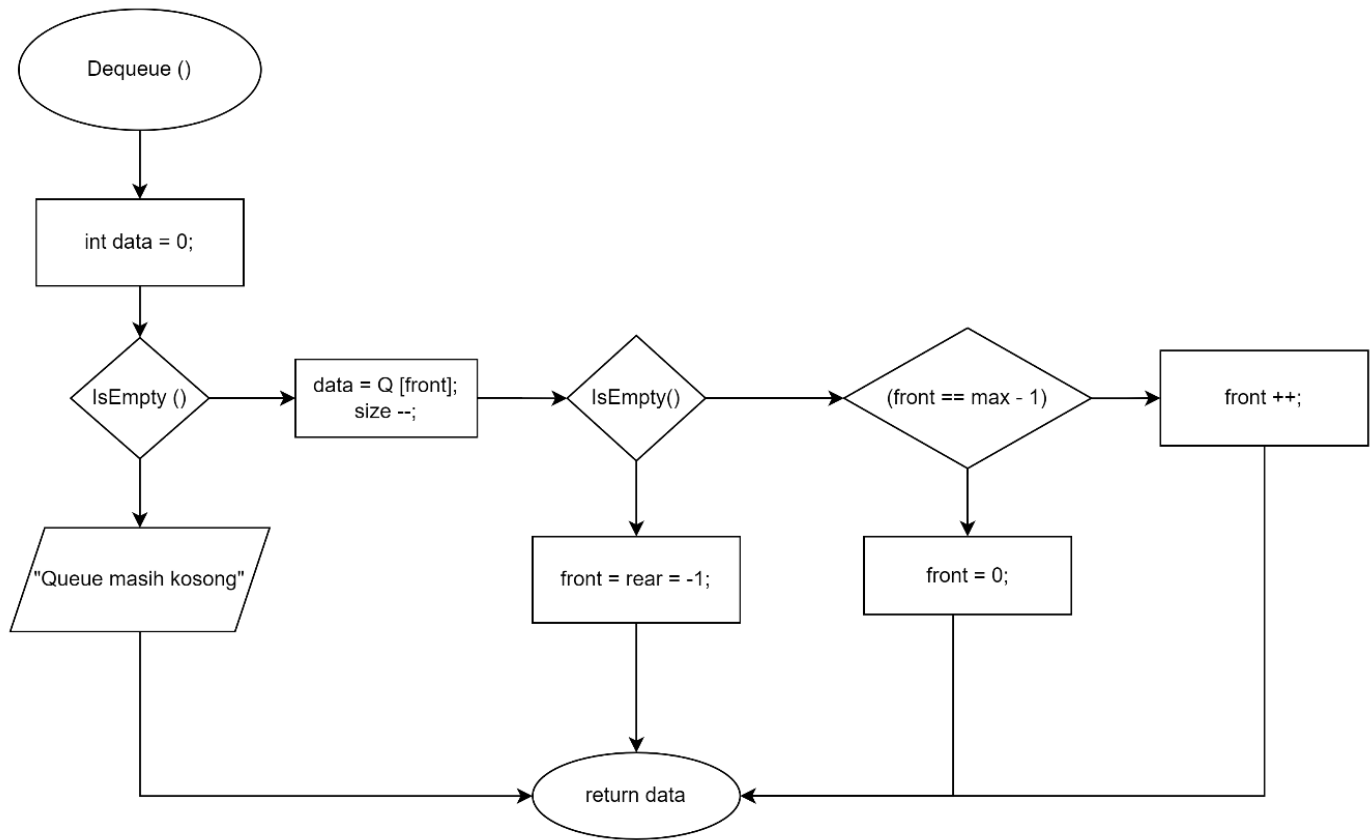 Dequeue ()
int data = 0;
IsEmpty ()
data = Q [front];
size --;
IsEmpty()
(front == max - 1)
front ++;
"Queue masih kosong"
front = rear = -1;
front = 0;
return data